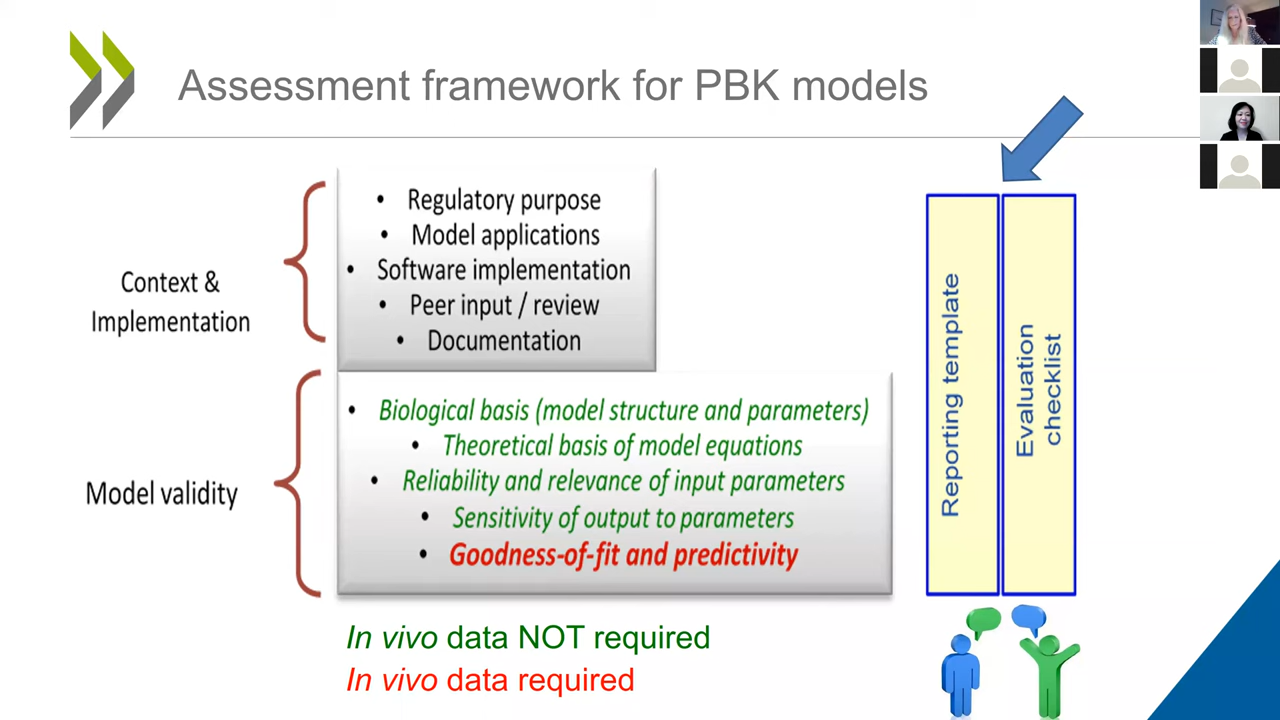 Assessment framework for PBK models
Context &
Implementation
• Regulatory purpose
• Model applications
• Software implementation
• Peer input / review
• Documentation
Model validity
• Biological basis (model structure and parameters)
• Theoretical basis of model equations
• Reliability and relevance of input parameters
• Sensitivity of output to parameters
• Goodness-of-fit and predictivity
In vivo data NOT required
In vivo data required
Reporting template
Evaluation
checklist